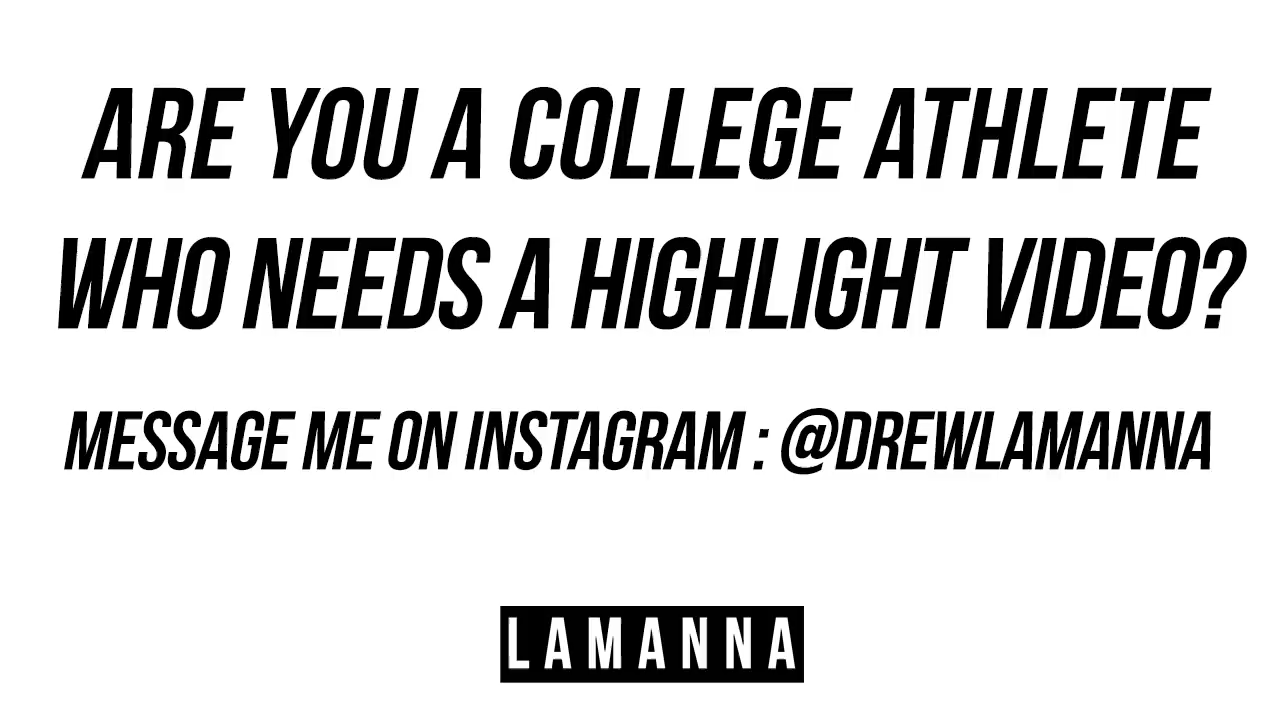 ARE YOU A COLLEGE ATHLETE
WHO NEEDS A HIGHLIGHT VIDEO?
MESSAGE ME ON INSTAGRAM : @DREWLAMANNA
LAMANNA